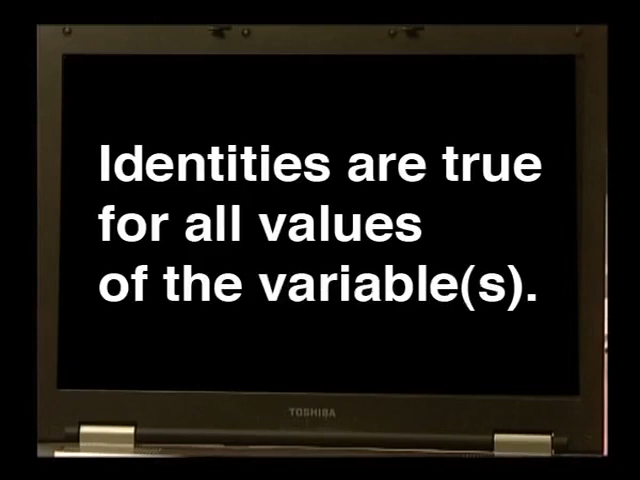 Identities are true
for all values
of the variable(s).
TOSHIBA